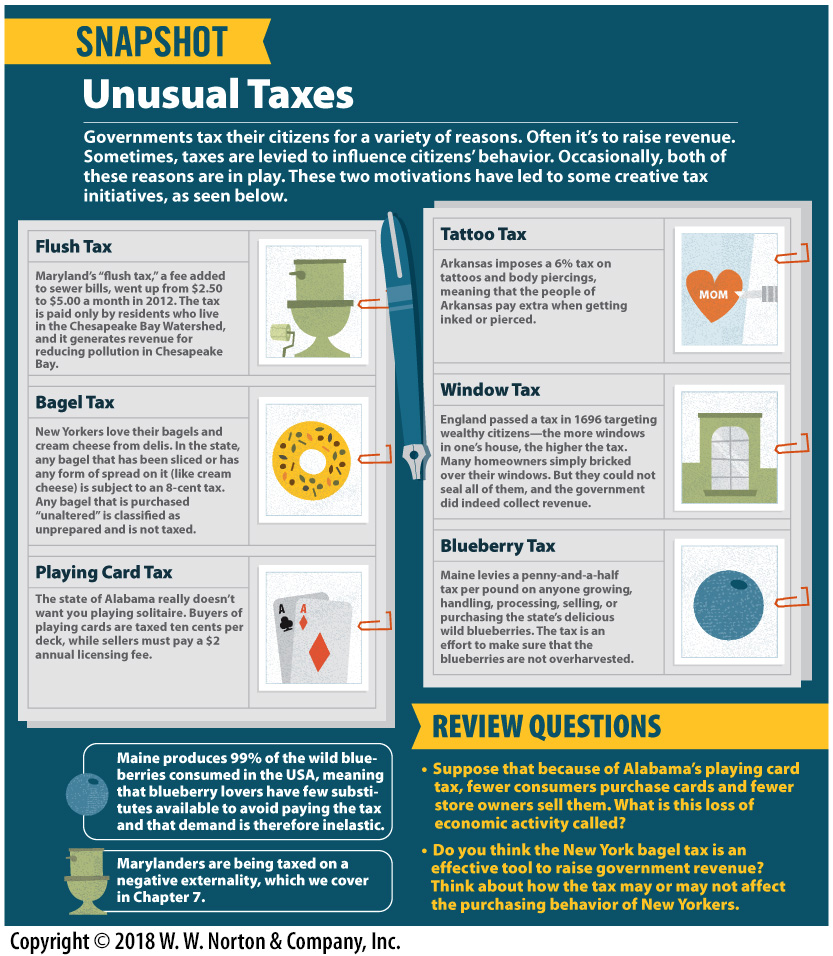 SNAPSHOT
Unusual Taxes
Governments tax their citizens for a variety of reasons. Often it's to raise revenue.
Sometimes, taxes are levied to influence citizens' behavior. Occasionally, both of
these reasons are in play. These two motivations have led to some creative tax
initiatives, as seen below.
Flush Tax
Maryland's "flush tax," a fee added
to sewer bills, went up from $2.50
to $5.00 a month in 2012. The tax
is paid only by residents who live
in the Chesapeake Bay Watershed,
and it generates revenue for
reducing pollution in Chesapeake
Bay.
Bagel Tax
New Yorkers love their bagels and
cream cheese from delis. In the state,
any bagel that has been sliced or has
any form of spread on it (like cream
cheese) is subject to an 8-cent tax.
Any bagel that is purchased
"unaltered" is classified as
unprepared and is not taxed.
Playing Card Tax
The state of Alabama really doesn't
want you playing solitaire. Buyers of
playing cards are taxed ten cents per
deck, while sellers must pay a $2
annual licensing fee.
A
A
Tattoo Tax
Arkansas imposes a 6% tax on
tattoos and body piercings,
meaning that the people of
Arkansas pay extra when getting
inked or pierced.
MOM
Window Tax
England passed a tax in 1696 targeting
wealthy citizens—the more windows
in one's house, the higher the tax.
Many homeowners simply bricked
over their windows. But they could not
seal all of them, and the government
did indeed collect revenue.
Blueberry Tax
Maine levies a penny-and-a-half
tax per pound on anyone growing,
handling, processing, selling, or
purchasing the state's delicious
wild blueberries. The tax is an
effort to make sure that the
blueberries are not overharvested.
Maine produces 99% of the wild blue-
berries consumed in the USA, meaning
that blueberry lovers have few substi-
tutes available to avoid paying the tax
and that demand is therefore inelastic.
Marylanders are being taxed on a
negative externality, which we cover
in Chapter 7.
REVIEW QUESTIONS
• Suppose that because of Alabama's playing card
tax, fewer consumers purchase cards and fewer
store owners sell them. What is this loss of
economic activity called?
• Do you think the New York bagel tax is an
effective tool to raise government revenue?
Think about how the tax may or may not affect
the purchasing behavior of New Yorkers.
Copyright © 2018 W. W. Norton & Company, Inc.